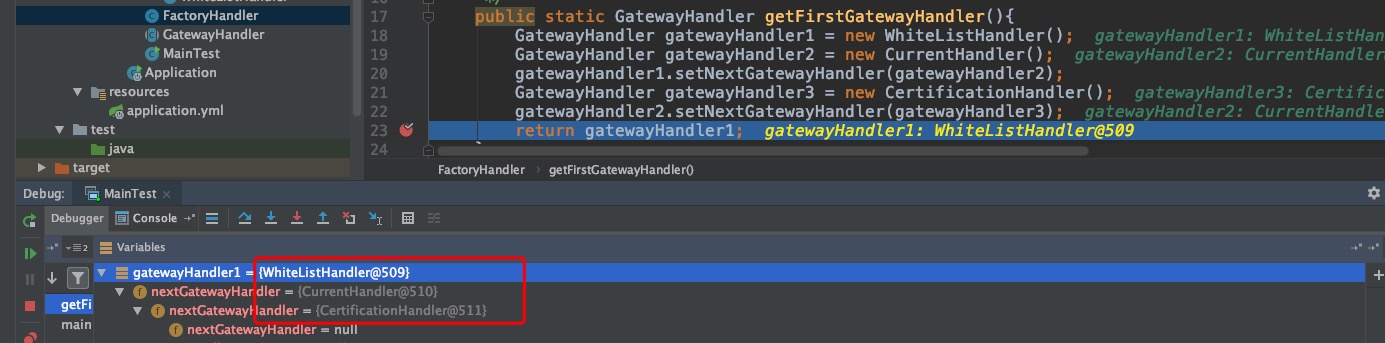 FactoryHandler
GatewayHandler
MainTest
Application
resources
application.yml
test
java
target
17 public static GatewayHandler getFirstGatewayHandler(){
18 GatewayHandler gatewayHandler1 = new WhiteListHandler(); gatewayHandler1: WhiteListHan
19 GatewayHandler gatewayHandler2 = new CurrentHandler(); gatewayHandler2: CurrentHandler
20 gatewayHandler1.setNextGatewayHandler(gatewayHandler2);
21 GatewayHandler gatewayHandler3 = new CertificationHandler(); gatewayHandler3: Certific
22 gatewayHandler2.setNextGatewayHandler(gatewayHandler3); gatewayHandler2: CurrentHandle
23 return gatewayHandler1; gatewayHandler1: WhiteListHandler@509
24
FactoryHandler › getFirstGatewayHandler()
Debug: MainTest ×
Debugger Console
2 Variables
gatewayHandler1 = {WhiteListHandler@509}
nextGatewayHandler = {CurrentHandler@510}
getFi
nextGatewayHandler = {CertificationHandler@511}
main
nextGatewayHandler = null